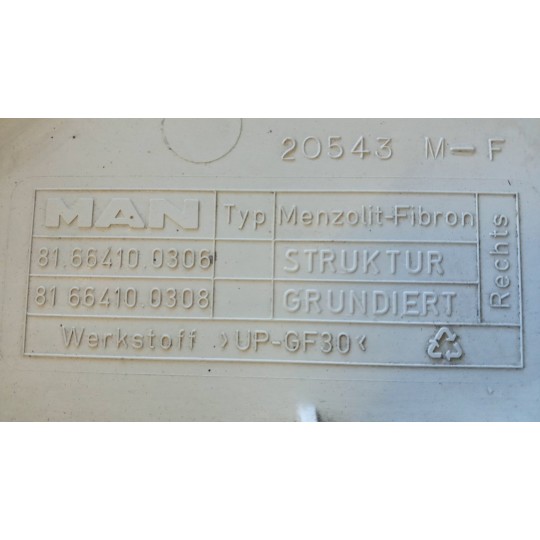 20543 M-F
MAN Typ Menzolit-Fibron
81.66410.0306 STRUKTUR
81 66410.0308 GRUNDIERT
Rechts
Werkstoff >UP-GF30<